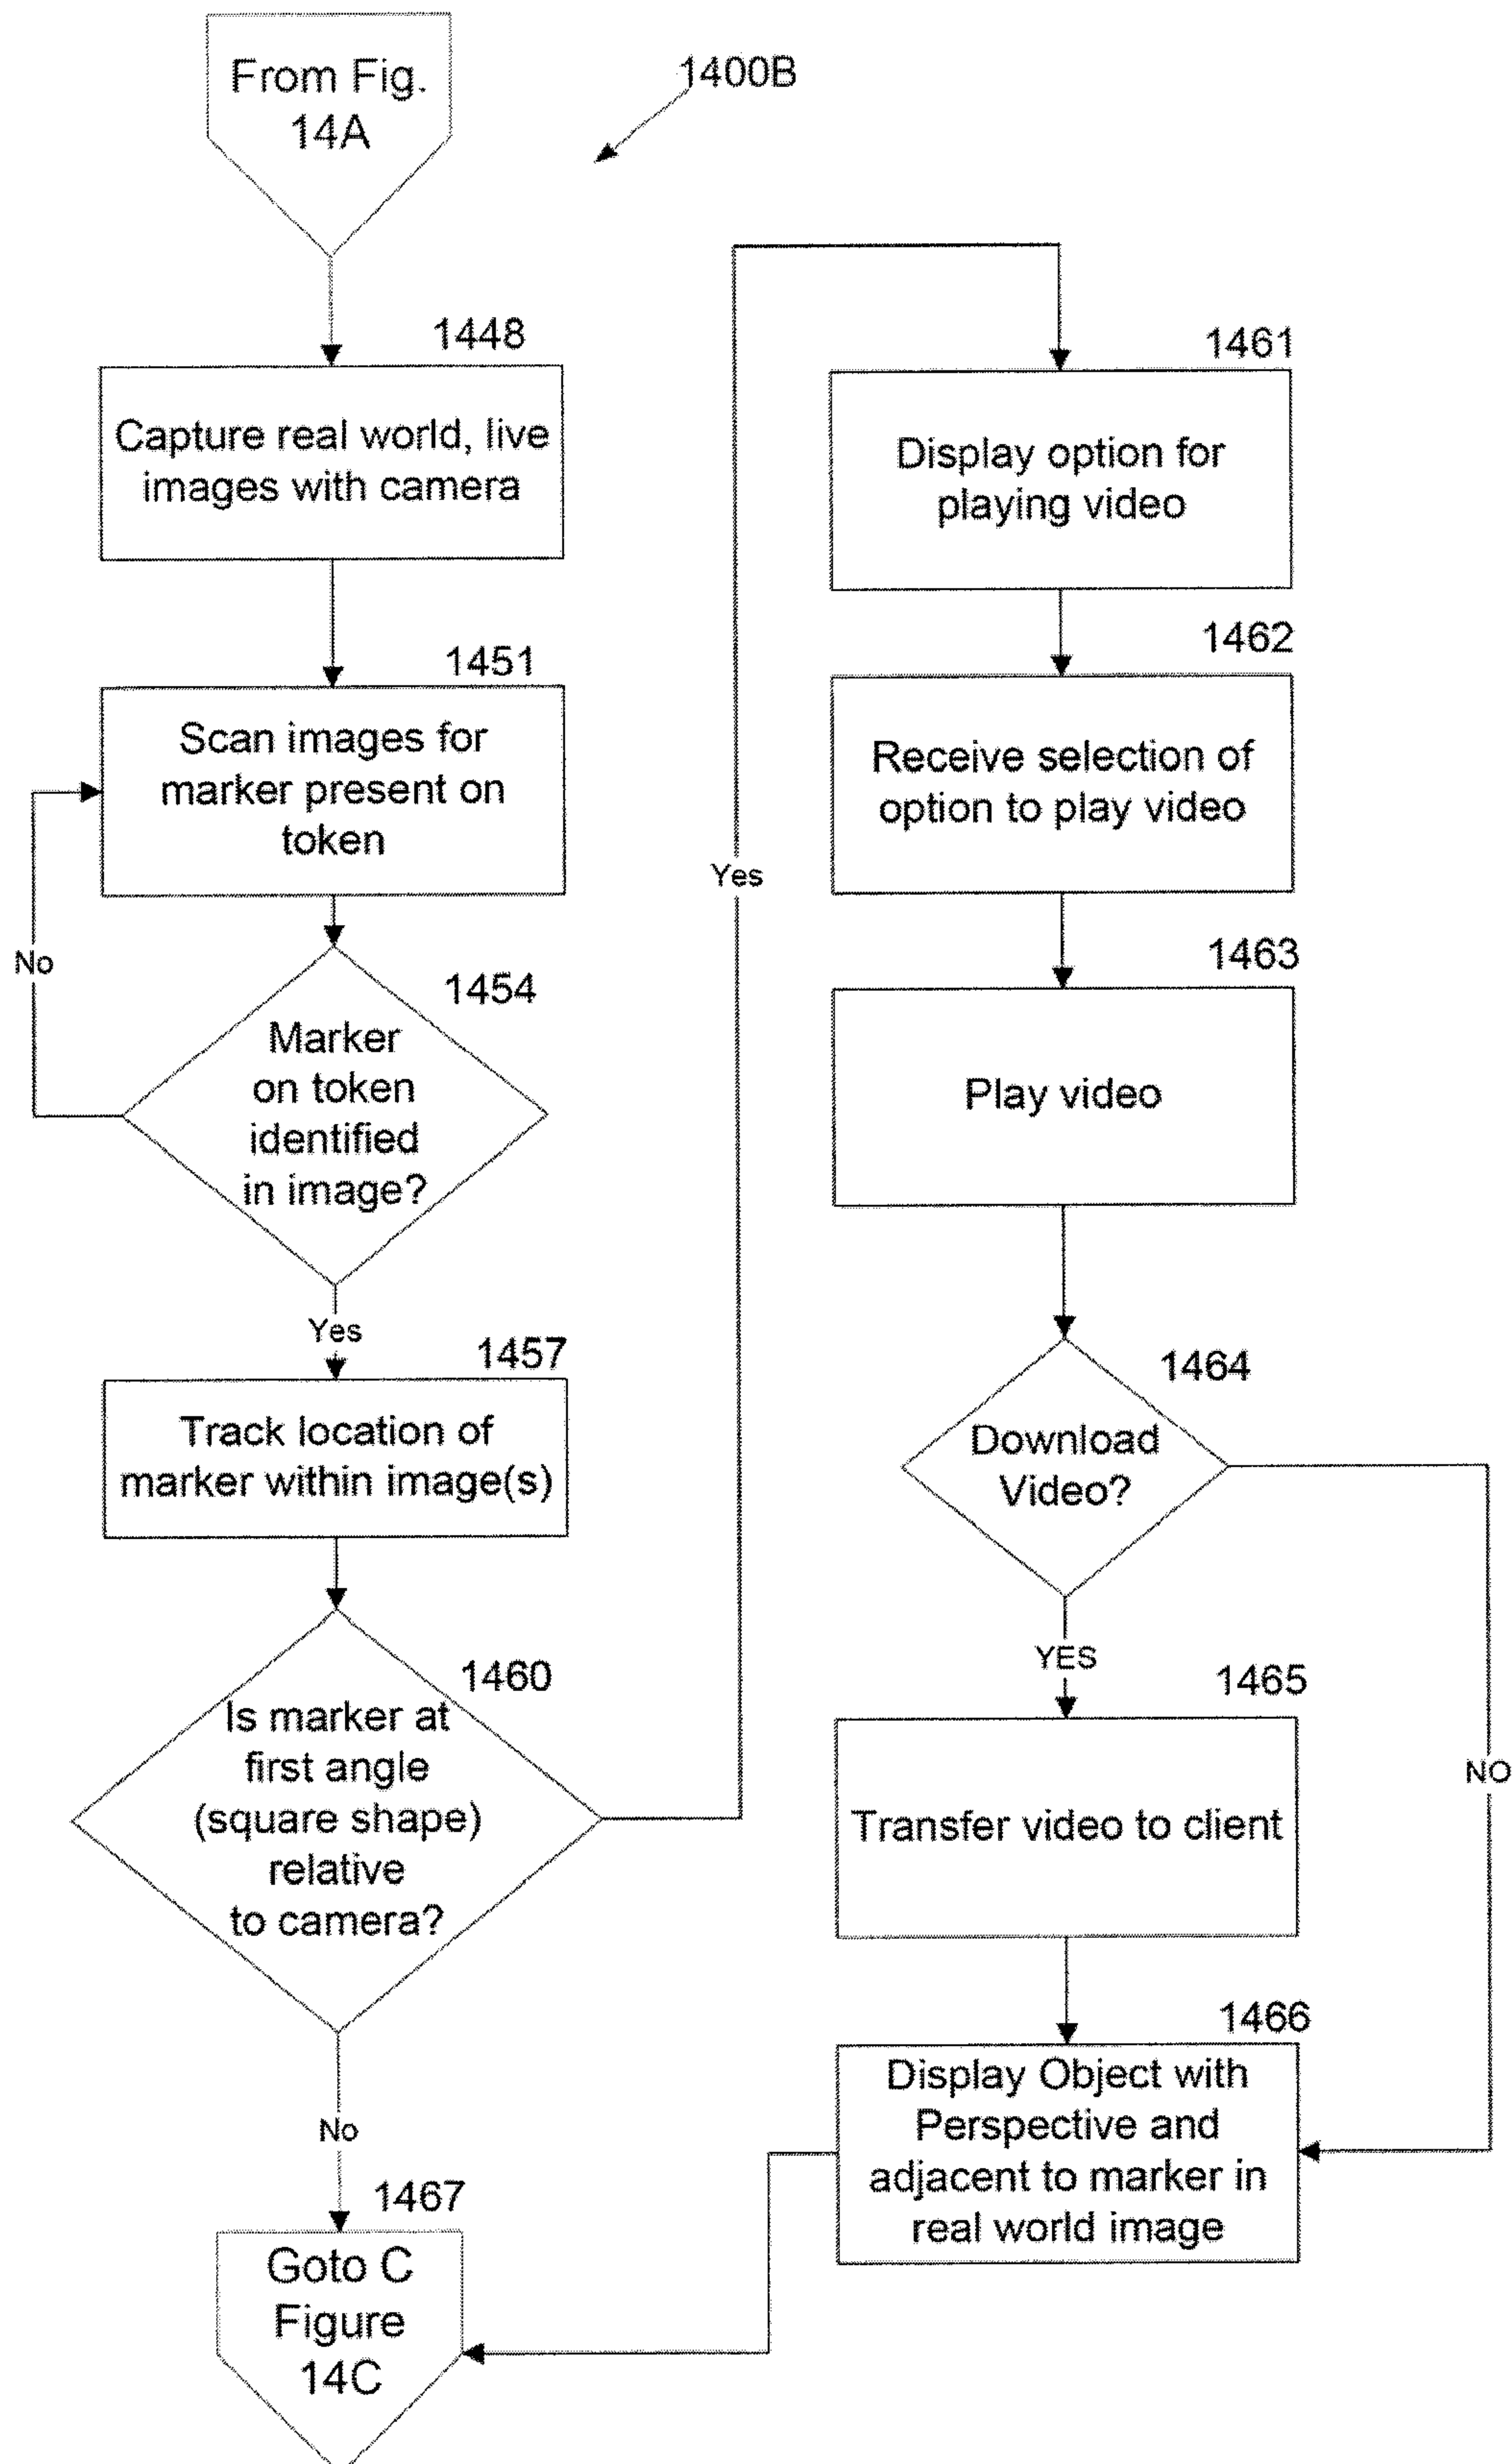 From Fig.
14A
1400B
1448
Capture real world, live
images with camera
1451
Scan images for
marker present on
token
No
1454
Marker
on token
identified
in image?
Yes
1457
Track location of
marker within image(s)
1460
Is marker at
first angle
(square shape)
relative
to camera?
No
1467
Goto C
Figure
14C
Yes
1461
Display option for
playing video
1462
Receive selection of
option to play video
1463
Play video
1464
Download
Video?
YES
NO
1465
Transfer video to client
1466
Display Object with
Perspective and
adjacent to marker in
real world image